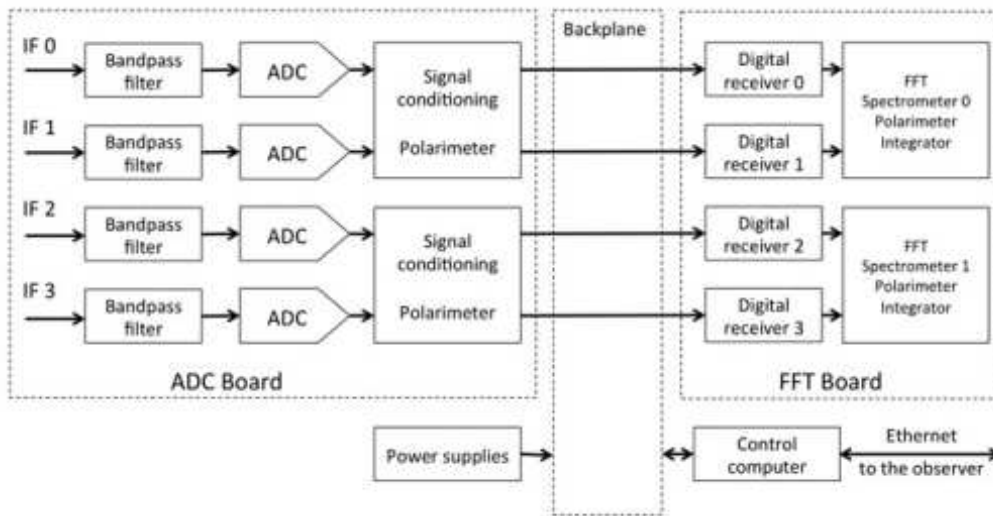 IF 0
Bandpass
filter
ADC
Signal
conditioning
Polarimeter
IF 1
Bandpass
filter
ADC
IF 2
Bandpass
filter
ADC
Signal
conditioning
Polarimeter
IF 3
Bandpass
filter
ADC
ADC Board
Backplane
Digital
receiver 0
Digital
receiver 1
FFT
Spectrometer 0
Polarimeter
Integrator
Digital
receiver 2
Digital
receiver 3
FFT
Spectrometer 1
Polarimeter
Integrator
FFT Board
Power supplies
Control
computer
Ethernet
to the observer